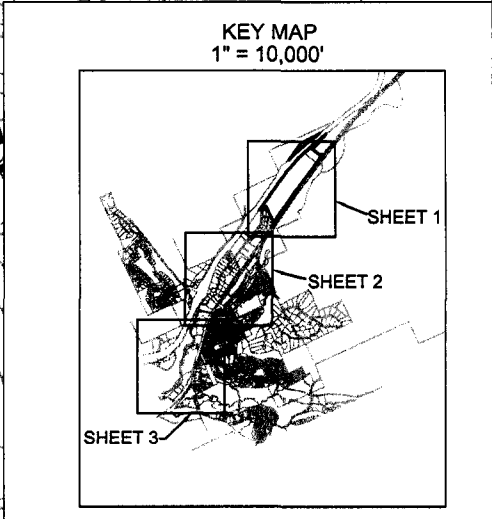 KEY MAP
1" = 10,000'
SHEET 1
SHEET 2
SHEET 3